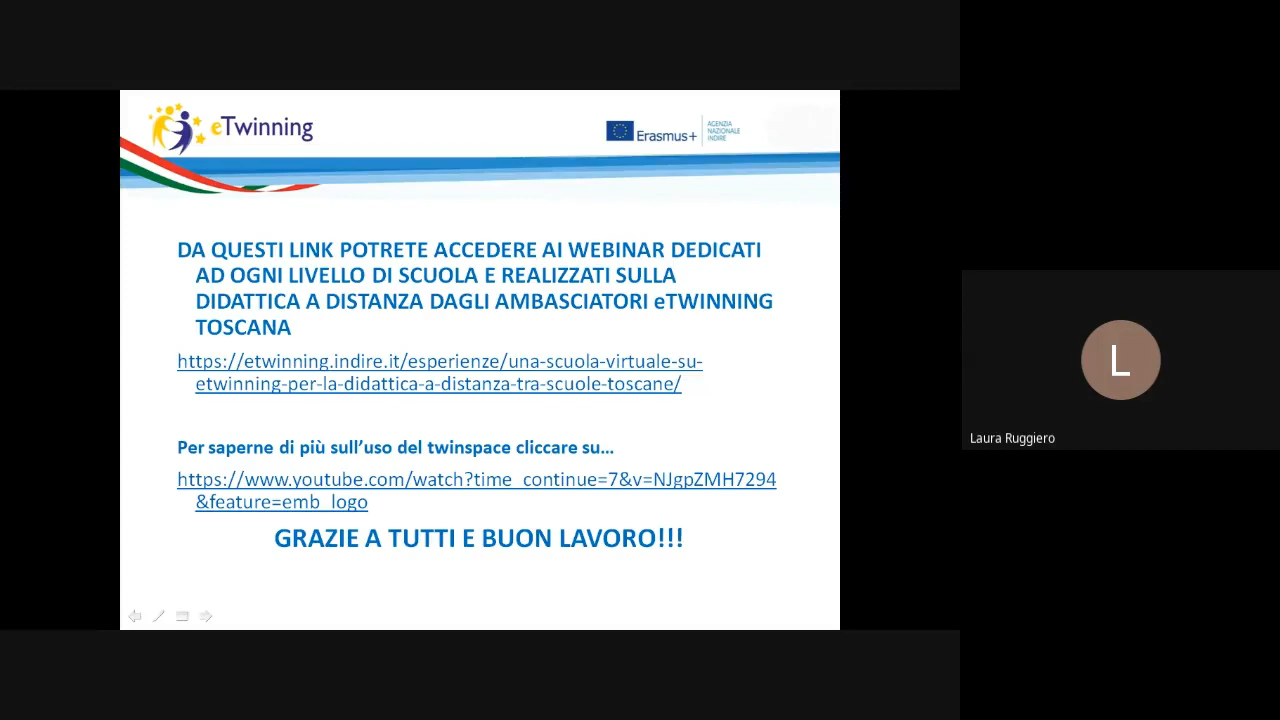 eTwinning
Erasmus+
AGENZIA
NAZIONALE
INDIRE
DA QUESTI LINK POTRETE ACCEDERE AI WEBINAR DEDICATI
AD OGNI LIVELLO DI SCUOLA E REALIZZATI SULLA
DIDATTICA A DISTANZA DAGLI AMBASCIATORI eTWINNING
TOSCANA
https://etwinning.indire.it/esperienze/una-scuola-virtuale-su-
etwinning-per-la-didattica-a-distanza-tra-scuole-toscane/
Per saperne di più sull’uso del twinspace cliccare su…
https://www.youtube.com/watch?time_continue=7&v=NJgpZMH7294
&feature=emb_logo
GRAZIE A TUTTI E BUON LAVORO!!!
L
Laura Ruggiero